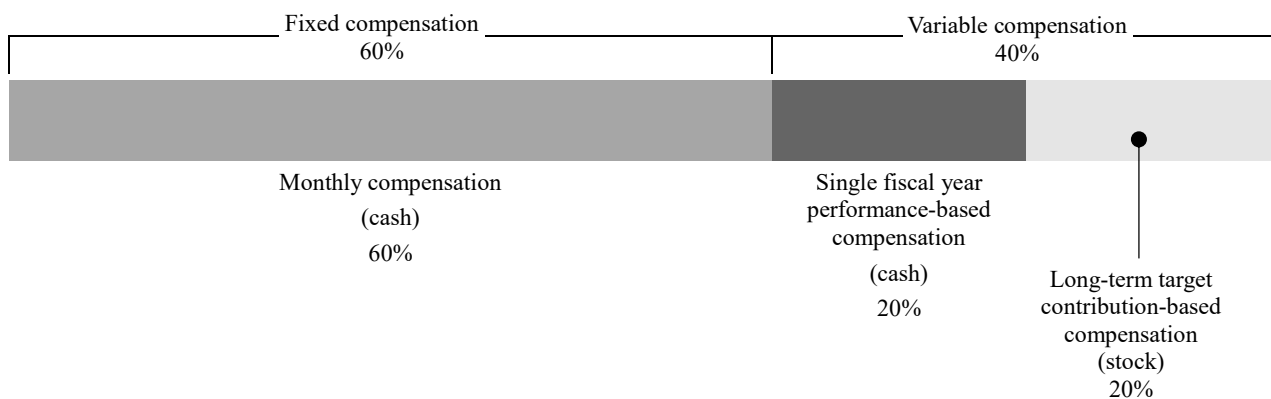 Fixed compensation
60%
Variable compensation
40%
Monthly compensation
(cash)
60%
Single fiscal year
performance-based
compensation
(cash)
20%
Long-term target
contribution-based
compensation
(stock)
20%